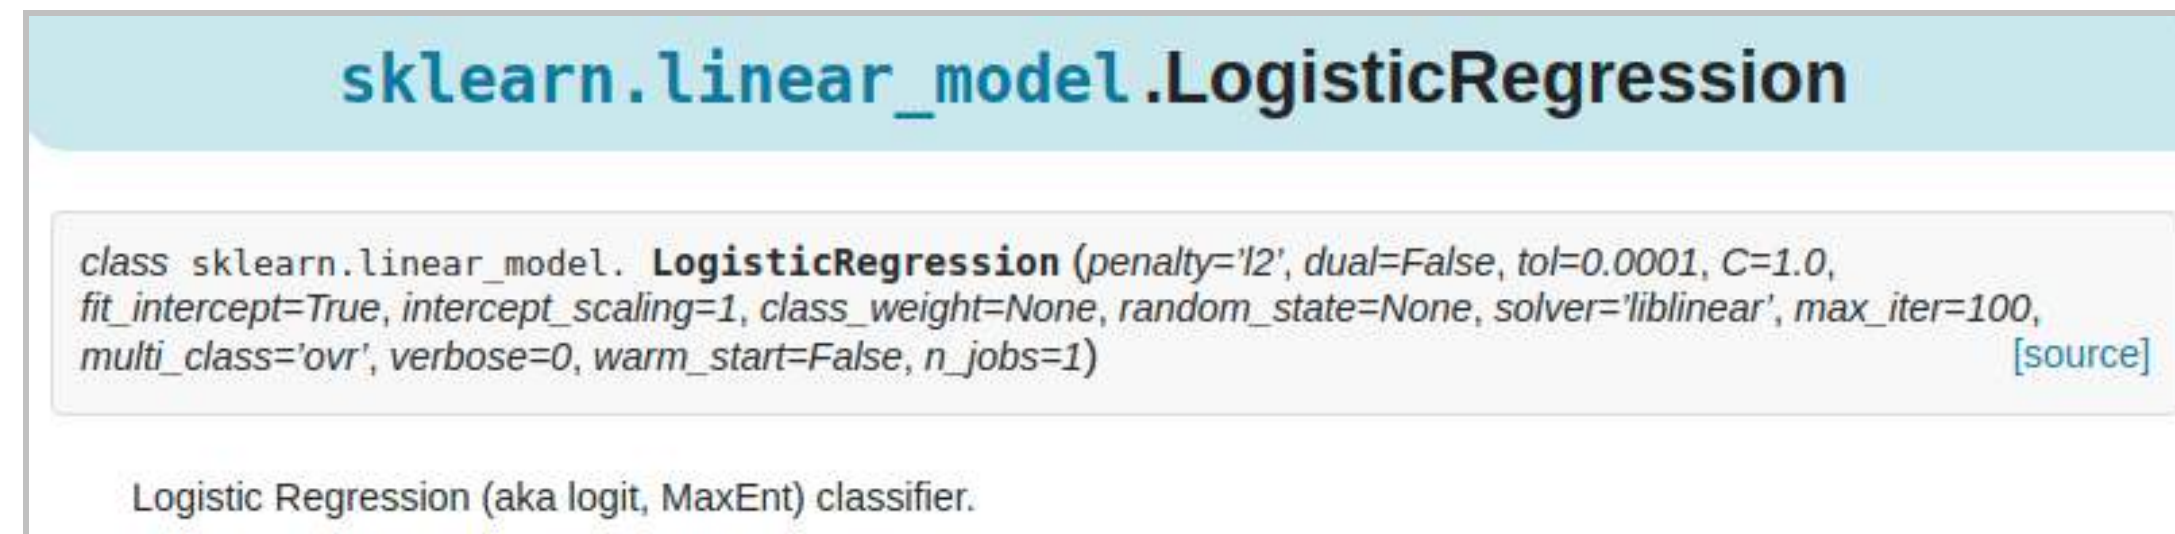 sklearn.linear_model.LogisticRegression
class sklearn.linear_model. LogisticRegression (penalty='l2', dual=False, tol=0.0001, C=1.0,
fit_intercept=True, intercept_scaling=1, class_weight=None, random_state=None, solver='liblinear', max_iter=100,
multi_class='ovr', verbose=0, warm_start=False, n_jobs=1) [source]
Logistic Regression (aka logit, MaxEnt) classifier.